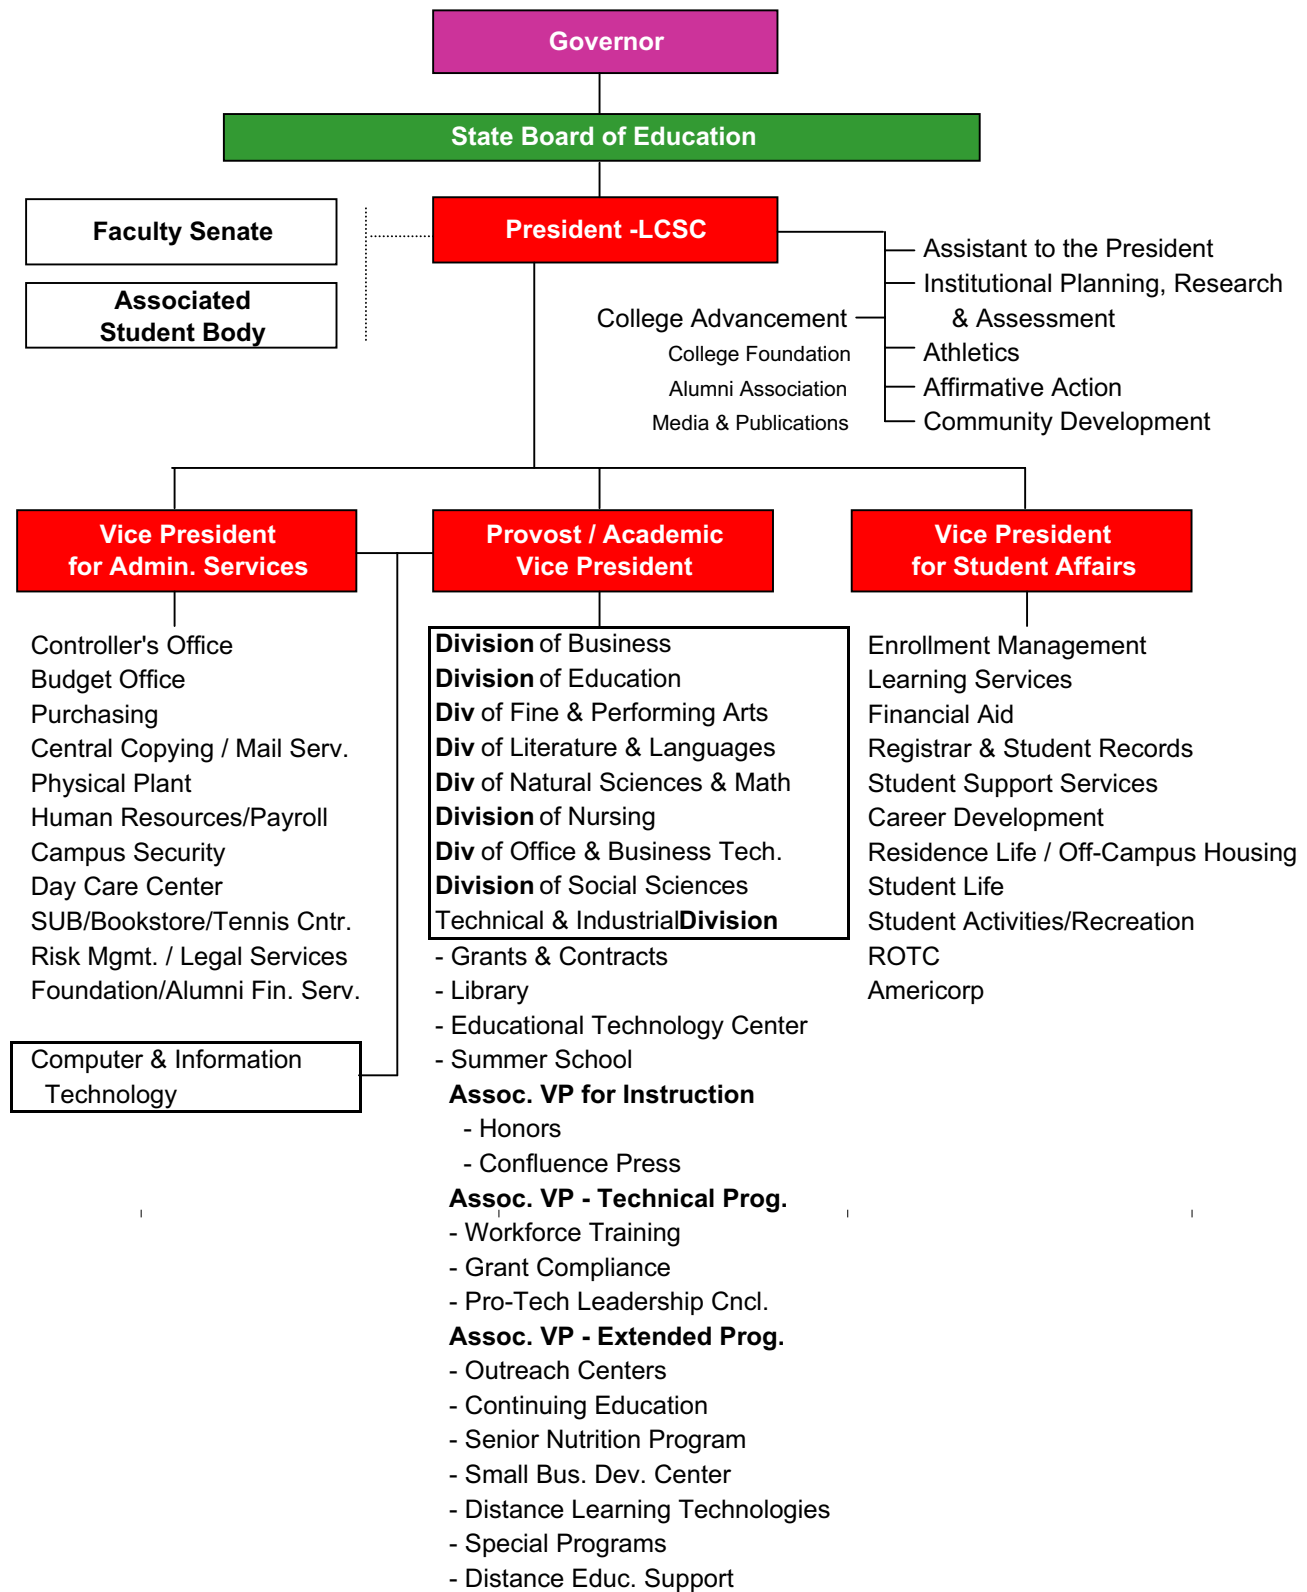 Governor
State Board of Education
Faculty Senate
President -LCSC
Associated
Student Body
Assistant to the President
Institutional Planning, Research
& Assessment
College Advancement
College Foundation
Alumni Association
Media & Publications
Athletics
Affirmative Action
Community Development
Vice President
for Admin. Services
Provost / Academic
Vice President
Vice President
for Student Affairs
Controller's Office
Budget Office
Purchasing
Central Copying / Mail Serv.
Physical Plant
Human Resources/Payroll
Campus Security
Day Care Center
SUB/Bookstore/Tennis Cntr.
Risk Mgmt. / Legal Services
Foundation/Alumni Fin. Serv.
Computer & Information
Technology
Division of Business
Division of Education
Div of Fine & Performing Arts
Div of Literature & Languages
Div of Natural Sciences & Math
Division of Nursing
Div of Office & Business Tech.
Division of Social Sciences
Technical & Industrial Division
- Grants & Contracts
- Library
- Educational Technology Center
- Summer School
Assoc. VP for Instruction
- Honors
- Confluence Press
Assoc. VP - Technical Prog.
- Workforce Training
- Grant Compliance
- Pro-Tech Leadership Cncl.
Assoc. VP - Extended Prog.
- Outreach Centers
- Continuing Education
- Senior Nutrition Program
- Small Bus. Dev. Center
- Distance Learning Technologies
- Special Programs
- Distance Educ. Support
Enrollment Management
Learning Services
Financial Aid
Registrar & Student Records
Student Support Services
Career Development
Residence Life / Off-Campus Housing
Student Life
Student Activities/Recreation
ROTC
Americorp